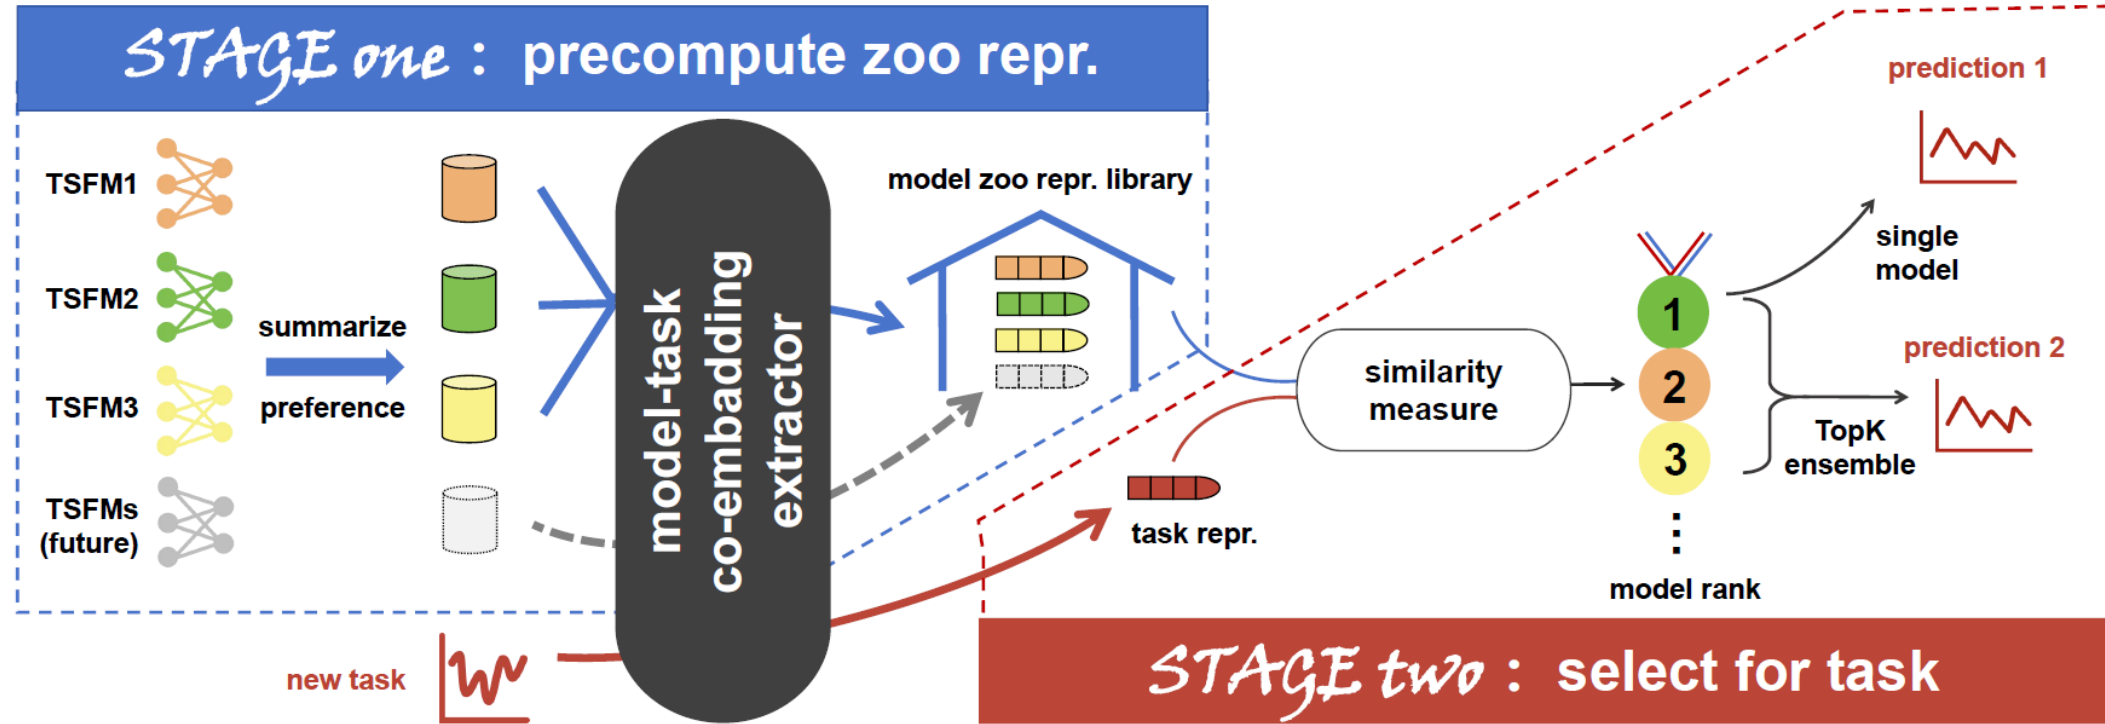 STAGE one : precompute zoo repr.
TSFM1
TSFM2
TSFM3
TSFMs
(future)
summarize
preference
model-task
co-embadding
extractor
model zoo repr. library
new task
task repr.
similarity
measure
1
2
3
model rank
single
model
TopK
ensemble
prediction 1
prediction 2
STAGE two : select for task